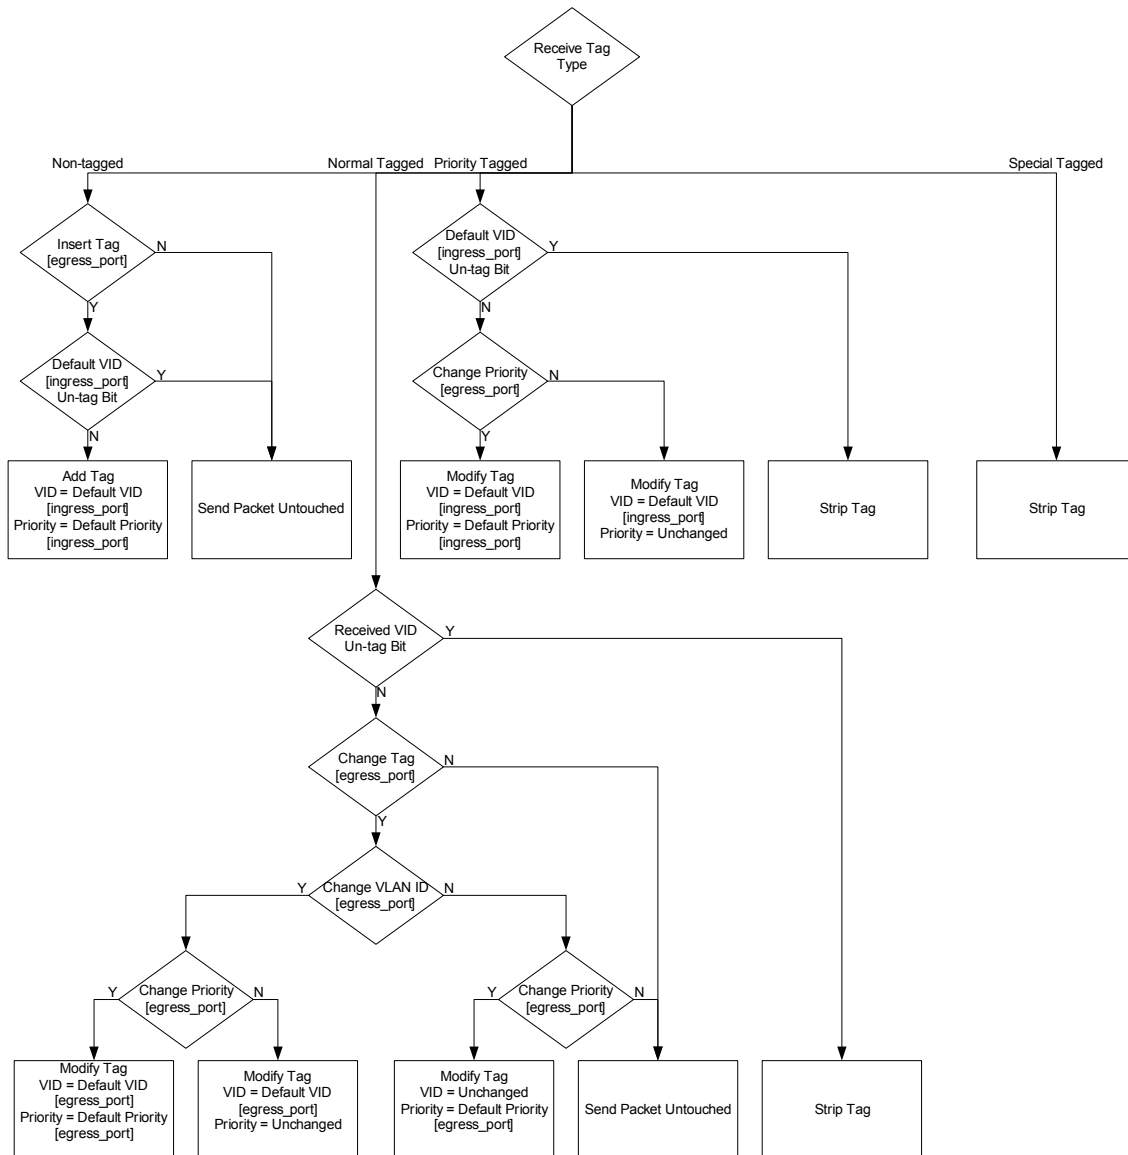 Receive Tag
Type
Non-tagged
Normal Tagged
Priority Tagged
Special Tagged
Insert Tag
[egress_port]
N
Y
Default VID
[ingress_port]
Un-tag Bit
Y
N
Default VID
[ingress_port]
Un-tag Bit
Y
N
Change Priority
[egress_port]
N
Y
Add Tag
VID = Default VID
[ingress_port]
Priority = Default Priority
[ingress_port]
Send Packet Untouched
Modify Tag
VID = Default VID
[ingress_port]
Priority = Default Priority
[ingress_port]
Modify Tag
VID = Default VID
[ingress_port]
Priority = Unchanged
Strip Tag
Strip Tag
Received VID
Un-tag Bit
Y
N
Change Tag
[egress_port]
N
Y
Change VLAN ID
[egress_port]
Y
N
Change Priority
[egress_port]
Y
N
Change Priority
[egress_port]
Y
N
Modify Tag
VID = Default VID
[egress_port]
Priority = Default Priority
[egress_port]
Modify Tag
VID = Default VID
[egress_port]
Priority = Unchanged
Modify Tag
VID = Unchanged
Priority = Default Priority
[egress_port]
Send Packet Untouched
Strip Tag